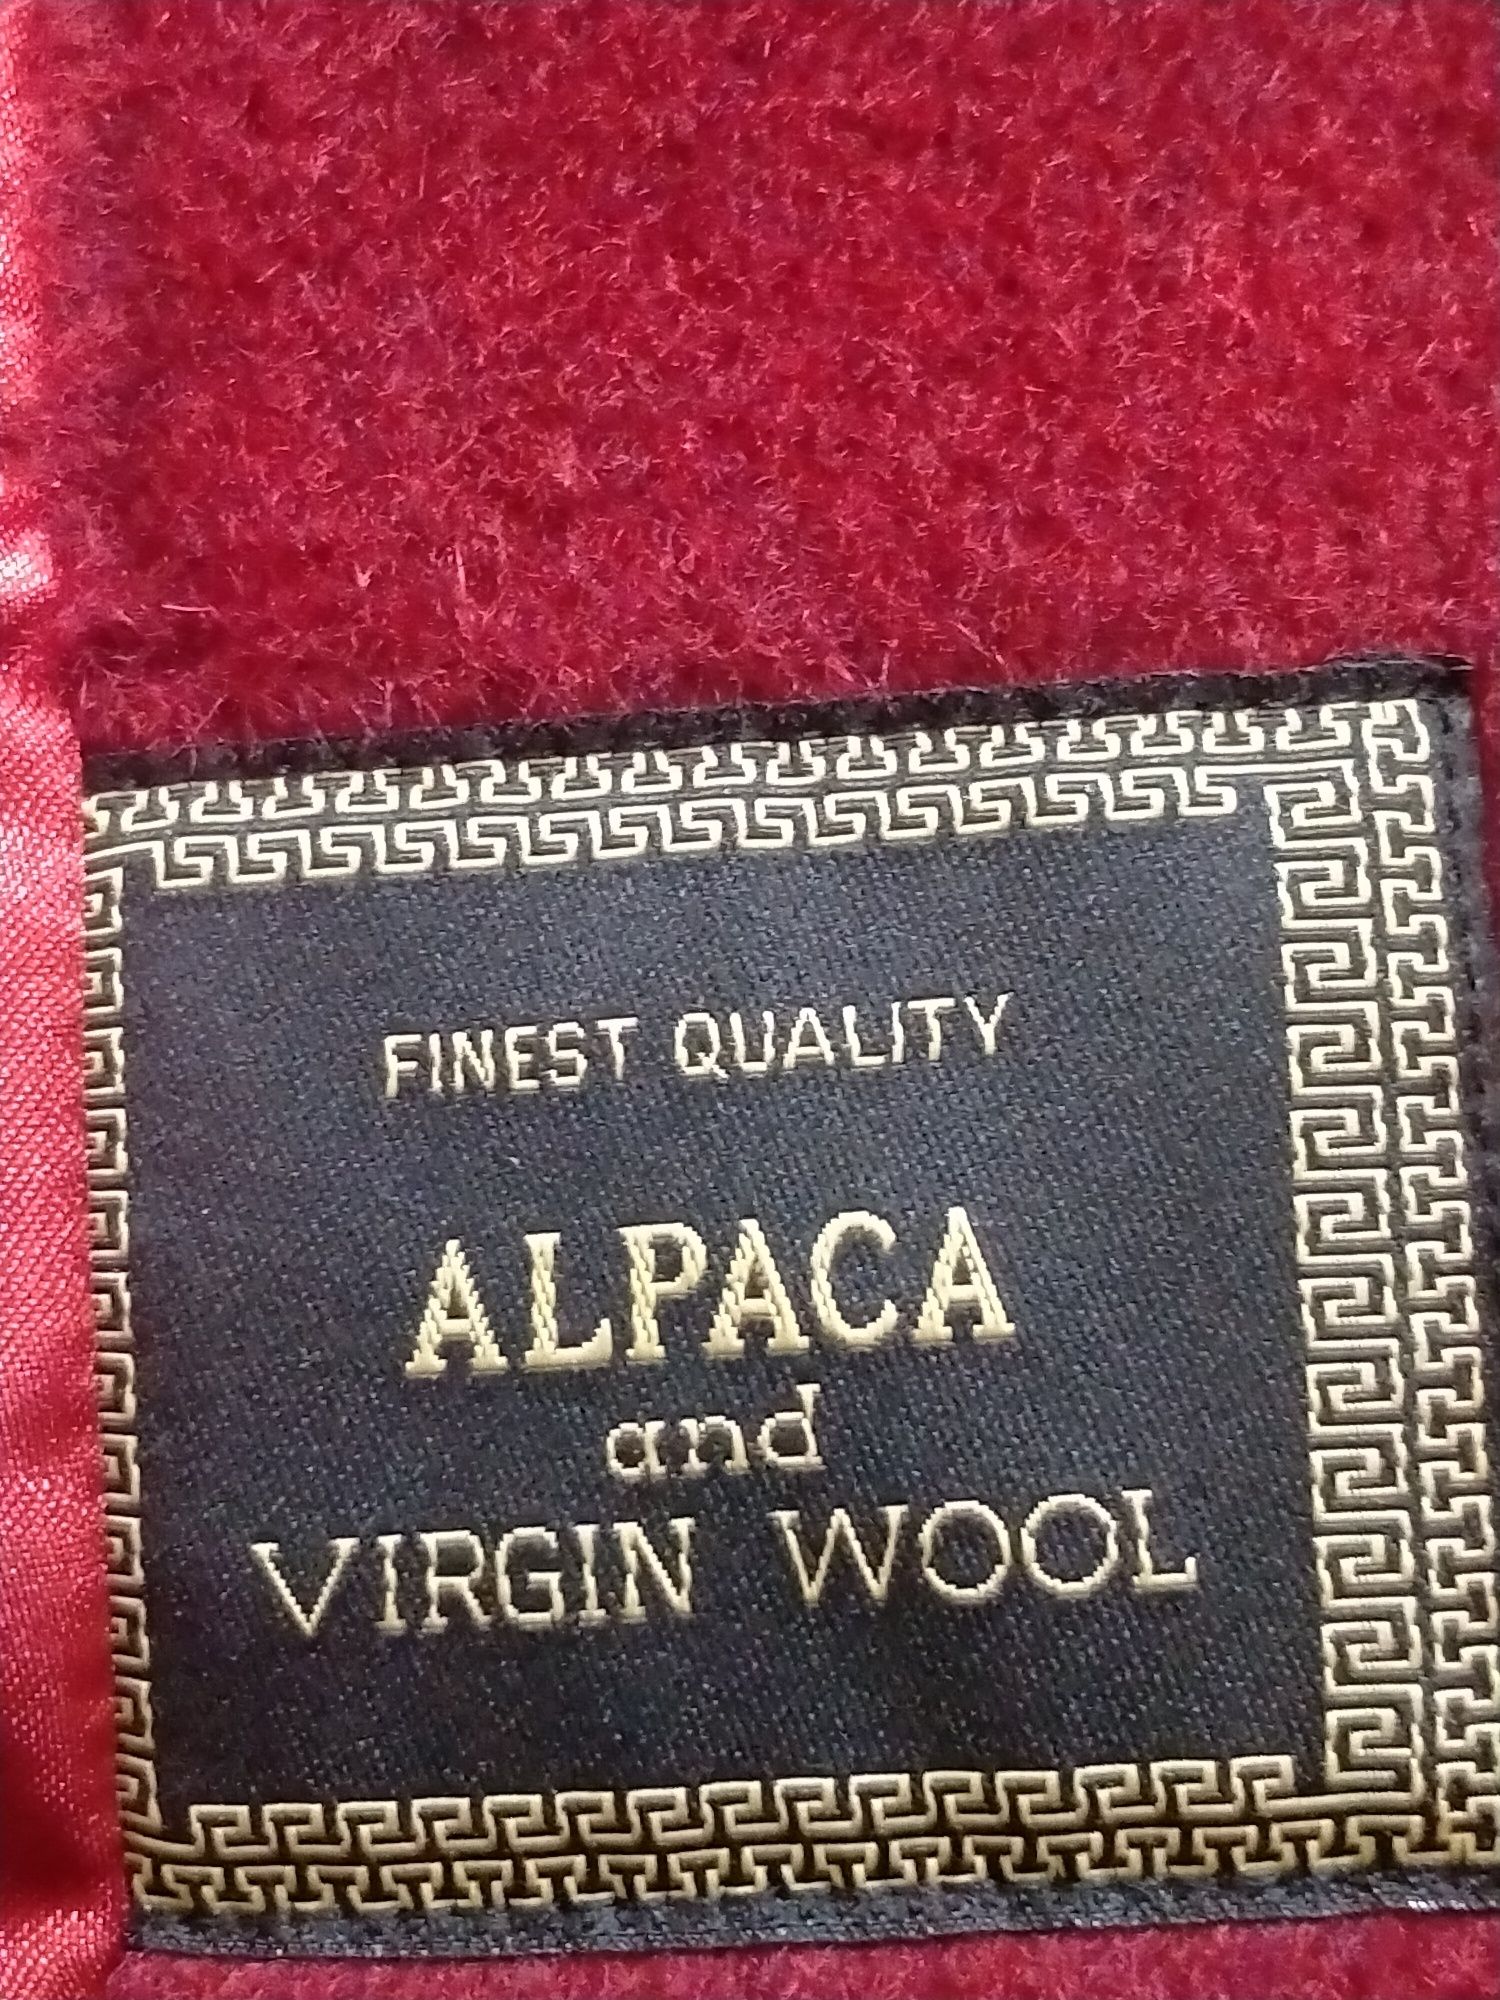 FINEST QUALITY
ALPACA
and
VIRGIN WOOL